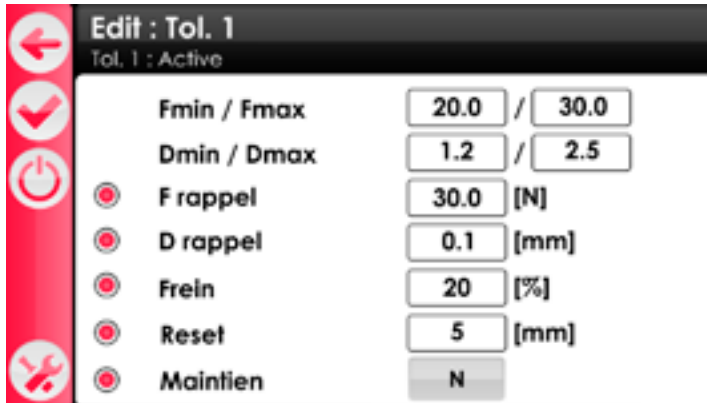 Edit : Tol. 1
Tol. 1 : Active
Fmin / Fmax 20.0 / 30.0
Dmin / Dmax 1.2 / 2.5
F rappel 30.0 [N]
D rappel 0.1 [mm]
Frein 20 [%]
Reset 5 [mm]
Maintien N